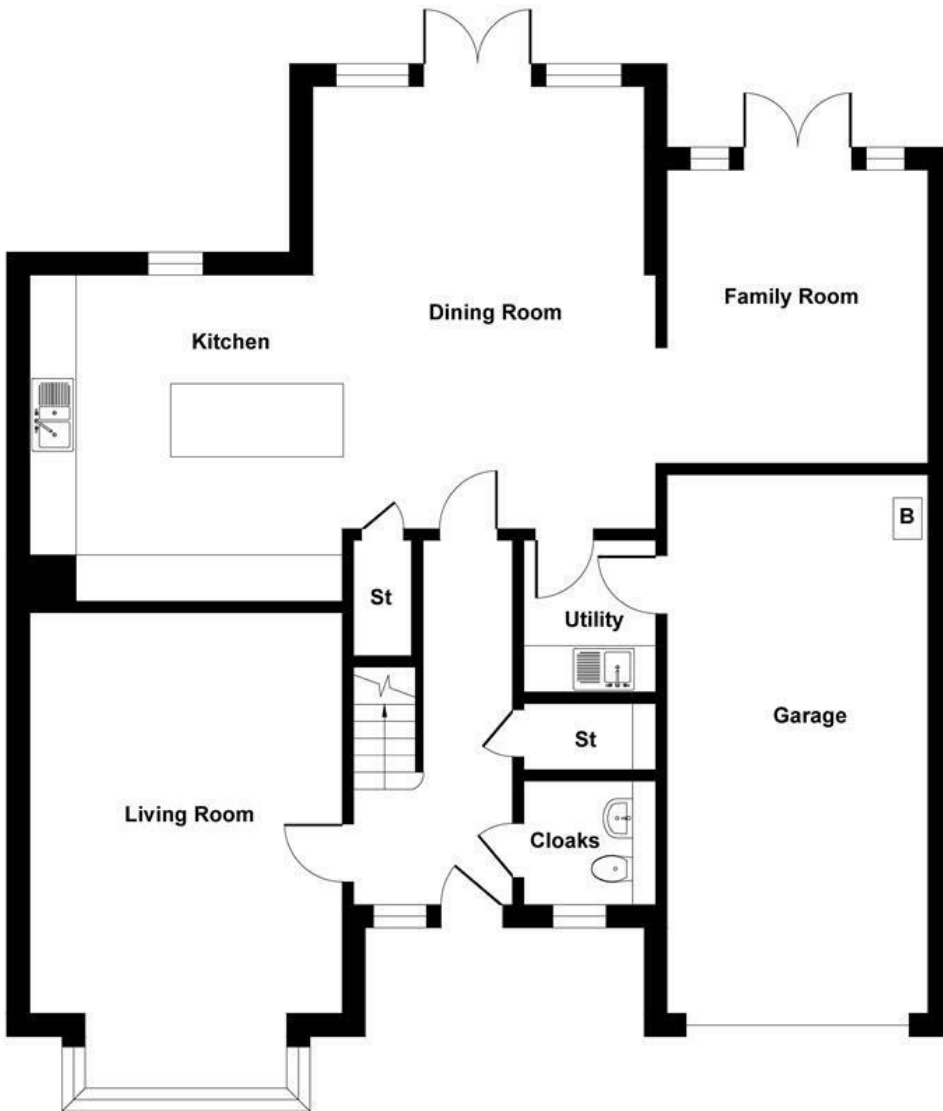 Family Room
Dining Room
Kitchen
B
St
Utility
Garage
St
Living Room
Cloaks